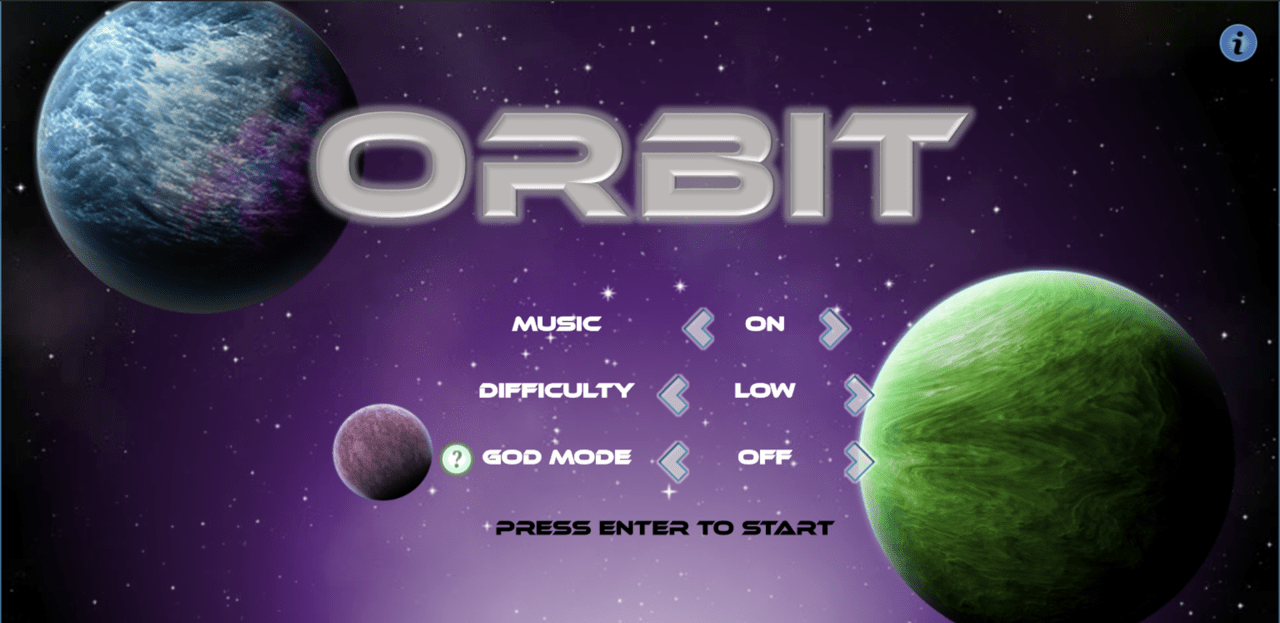 i
ORBIT
MUSIC ON
DIFFICULTY LOW
? GOD MODE OFF
PRESS ENTER TO START